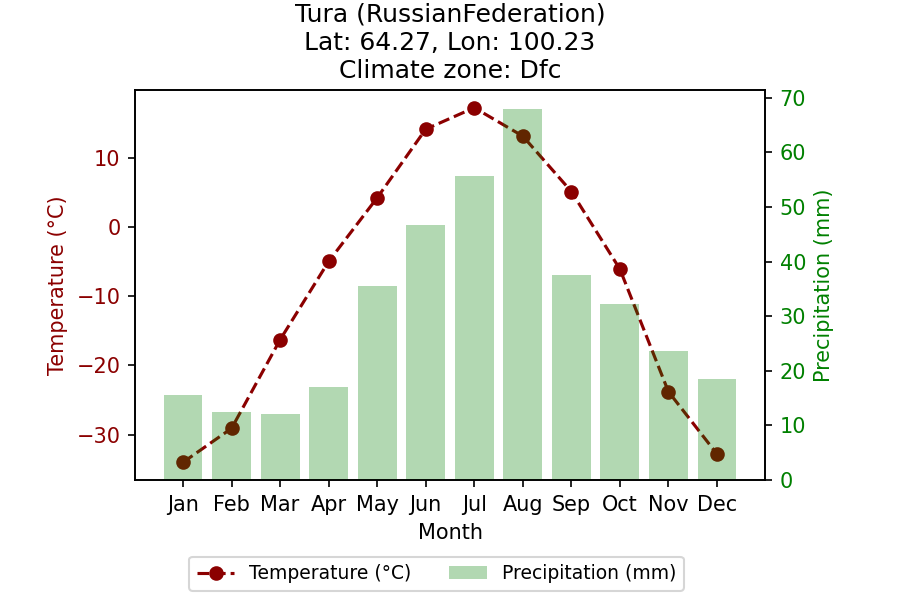 Tura (RussianFederation)
Lat: 64.27, Lon: 100.23
Climate zone: Dfc
Temperature (°C)
10
0
−10
−20
−30
70
60
50
40
30
20
10
0
Precipitation (mm)
Jan Feb Mar Apr May Jun Jul Aug Sep Oct Nov Dec
Month
Temperature (°C) Precipitation (mm)